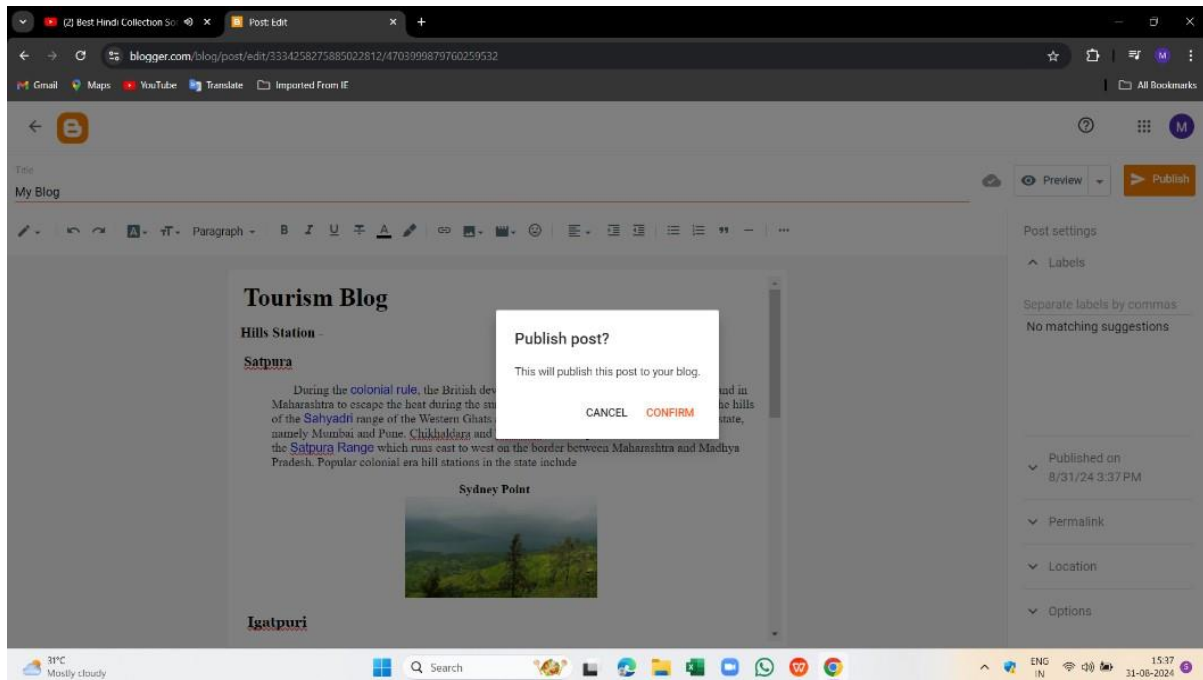 (2) Best Hindi Collection So
Post: Edit
blogger.com/blog/post/edit/3334258275885022812/4703999879760259532
M
Gmail Maps YouTube Translate Imported From IE
All Bookmarks
M
Title
My Blog
Preview
Publish
Paragraph
B I U A
Post settings
Labels
Separate labels by commas
No matching suggestions
Published on
8/31/24 3:37 PM
Permalink
Location
Options
Tourism Blog
Hills Station -
Satpura
During the colonial rule, the British dev
nd in
Maharashtra to escape the heat during the su
he hills
of the Sahyadri range of the Western Ghats
state,
namely Mumbai and Pune. Chikhaldara and
the Satpura Range which runs east to west on the border between Maharashtra and Madhya
Pradesh. Popular colonial era hill stations in the state include
Sydney Point
Igatpuri
Publish post?
This will publish this post to your blog.
CANCEL CONFIRM
31°C
Mostly cloudy
Search
ENG
IN
15:37
31-08-2024